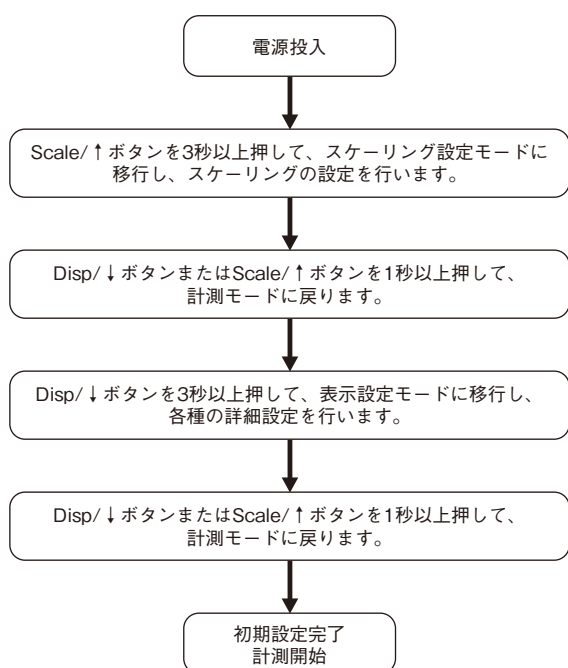 電源投入
Scale/↑ボタンを3秒以上押して、スケーリング設定モードに
移行し、スケーリングの設定を行います。
Disp/↓ボタンまたはScale/↑ボタンを1秒以上押して、
計測モードに戻ります。
Disp/↓ボタンを3秒以上押して、表示設定モードに移行し、
各種の詳細設定を行います。
Disp/↓ボタンまたはScale/↑ボタンを1秒以上押して、
計測モードに戻ります。
初期設定完了
計測開始